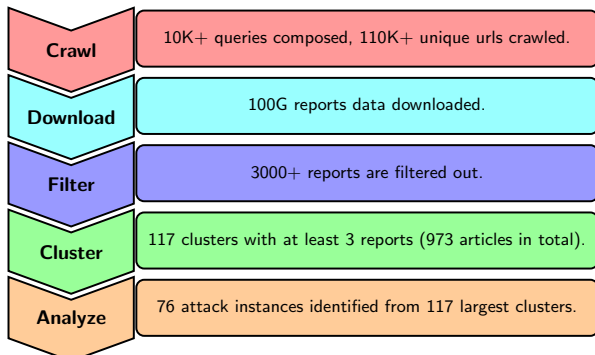 Crawl
10K+ queries composed, 110K+ unique urls crawled.
Download
100G reports data downloaded.
Filter
3000+ reports are filtered out.
Cluster
117 clusters with at least 3 reports (973 articles in total).
Analyze
76 attack instances identified from 117 largest clusters.